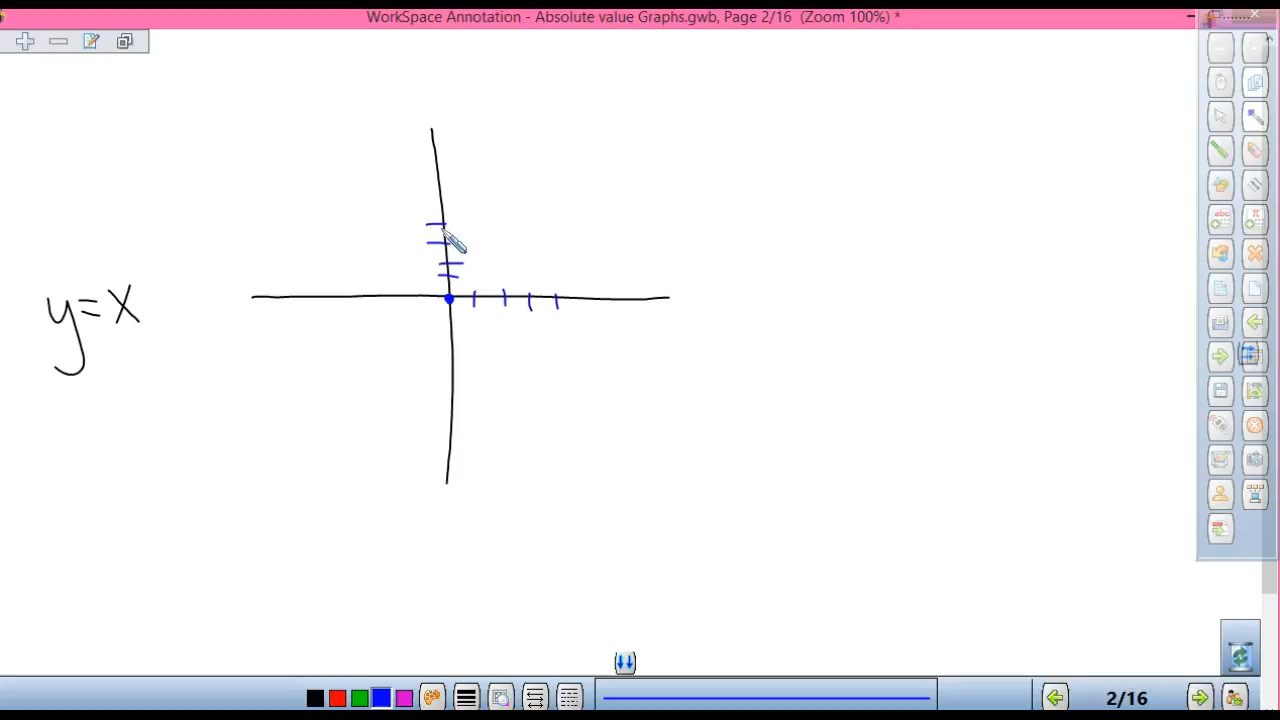 WorkSpace Annotation - Absolute value Graphs.gwb, Page 2/16 (Zoom 100%) *
y=x
2/16